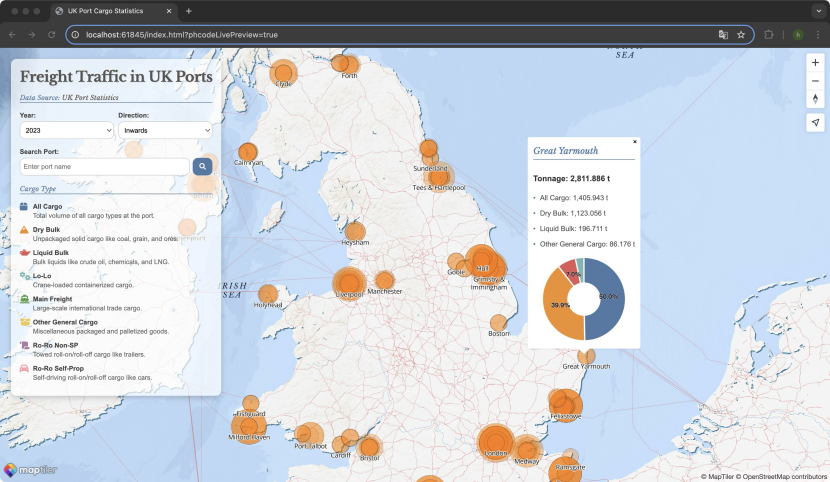 UK Port Cargo Statistics
localhost:61845/index.html?phcodeLivePreview=true
h
SEA
Freight Traffic in UK Ports
Data Source: UK Port Statistics
Year:
Direction:
2023
Inwards
Search Port:
Enter port name
Cargo Type
All Cargo
Total volume of all cargo types at the port.
Dry Bulk
Unpackaged solid cargo like coal, grain, and ores.
Liquid Bulk
Bulk liquids like crude oil, chemicals, and LNG.
Lo-Lo
Crane-loaded containerized cargo.
Main Freight
Large-scale international trade cargo.
Other General Cargo
Miscellaneous packaged and palletized goods.
Ro-Ro Non-SP
Towed roll-on/roll-off cargo like trailers.
Ro-Ro Self-Prop
Self-driving roll-on/roll-off cargo like cars.
Clyde
Forth
Cairnryan
Sunderland
Tees & Hartlepool
Heysham
Goole
Hull
Grimsby &
Immingham
Liverpool
Manchester
IRISH
SEA
Holyhead
Boston
Great Yarmouth
Fishguard
Milford Haven
Port Talbot
Cardiff
Bristol
London
Medway
Felixstowe
Ramsgate
Great Yarmouth
×
Tonnage: 2,811.886 t
• All Cargo: 1,405.943 t
• Dry Bulk: 1,123.056 t
• Liquid Bulk: 196.711 t
• Other General Cargo: 86.176 t
7.0%
50.0%
39.9%
maptiler
© MapTiler © OpenStreetMap contributors